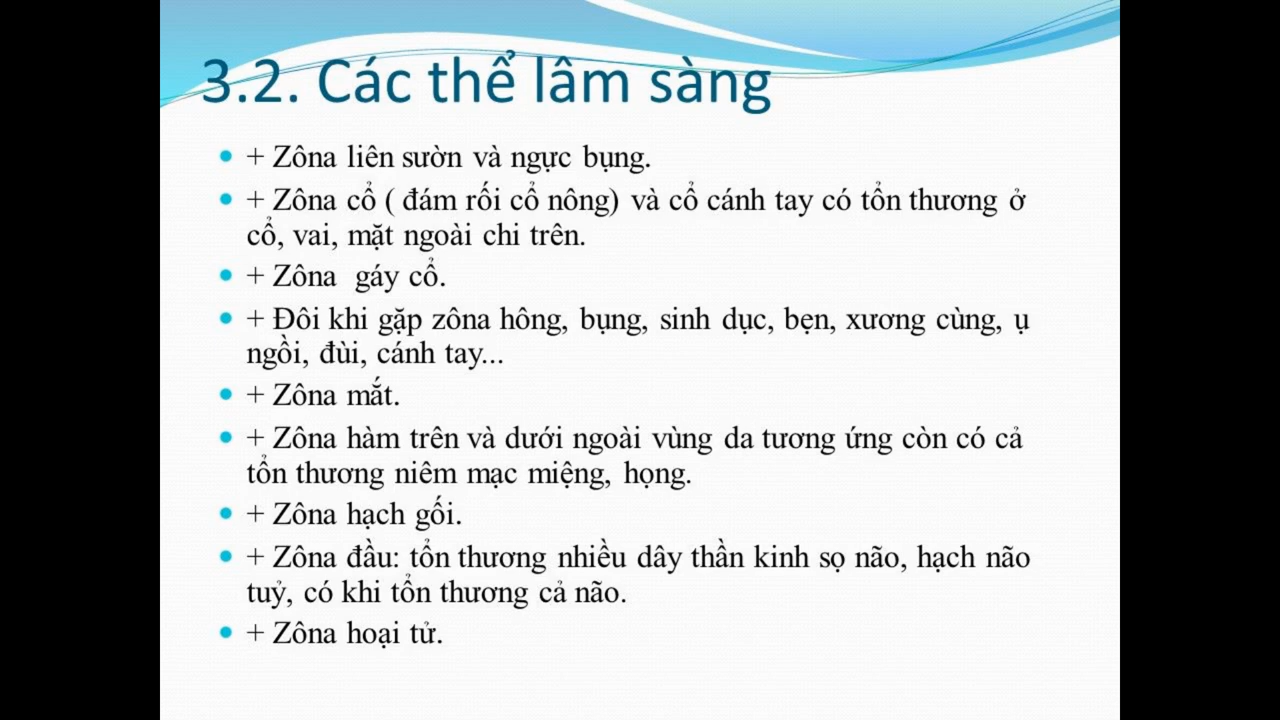 3.2. Các thể lâm sàng
+ Zôna liên sườn và ngực bụng.
+ Zôna cổ ( đám rối cổ nông) và cổ cánh tay có tổn thương ở
cổ, vai, mặt ngoài chi trên.
+ Zôna gáy cổ.
+ Đôi khi gặp zôna hông, bụng, sinh dục, bẹn, xương cùng, ụ
ngồi, đùi, cánh tay...
+ Zôna mắt.
+ Zôna hàm trên và dưới ngoài vùng da tương ứng còn có cả
tổn thương niêm mạc miệng, họng.
+ Zôna hạch gối.
+ Zôna đầu: tổn thương nhiều dây thần kinh sọ não, hạch não
tuỷ, có khi tổn thương cả não.
+ Zôna hoại tử.